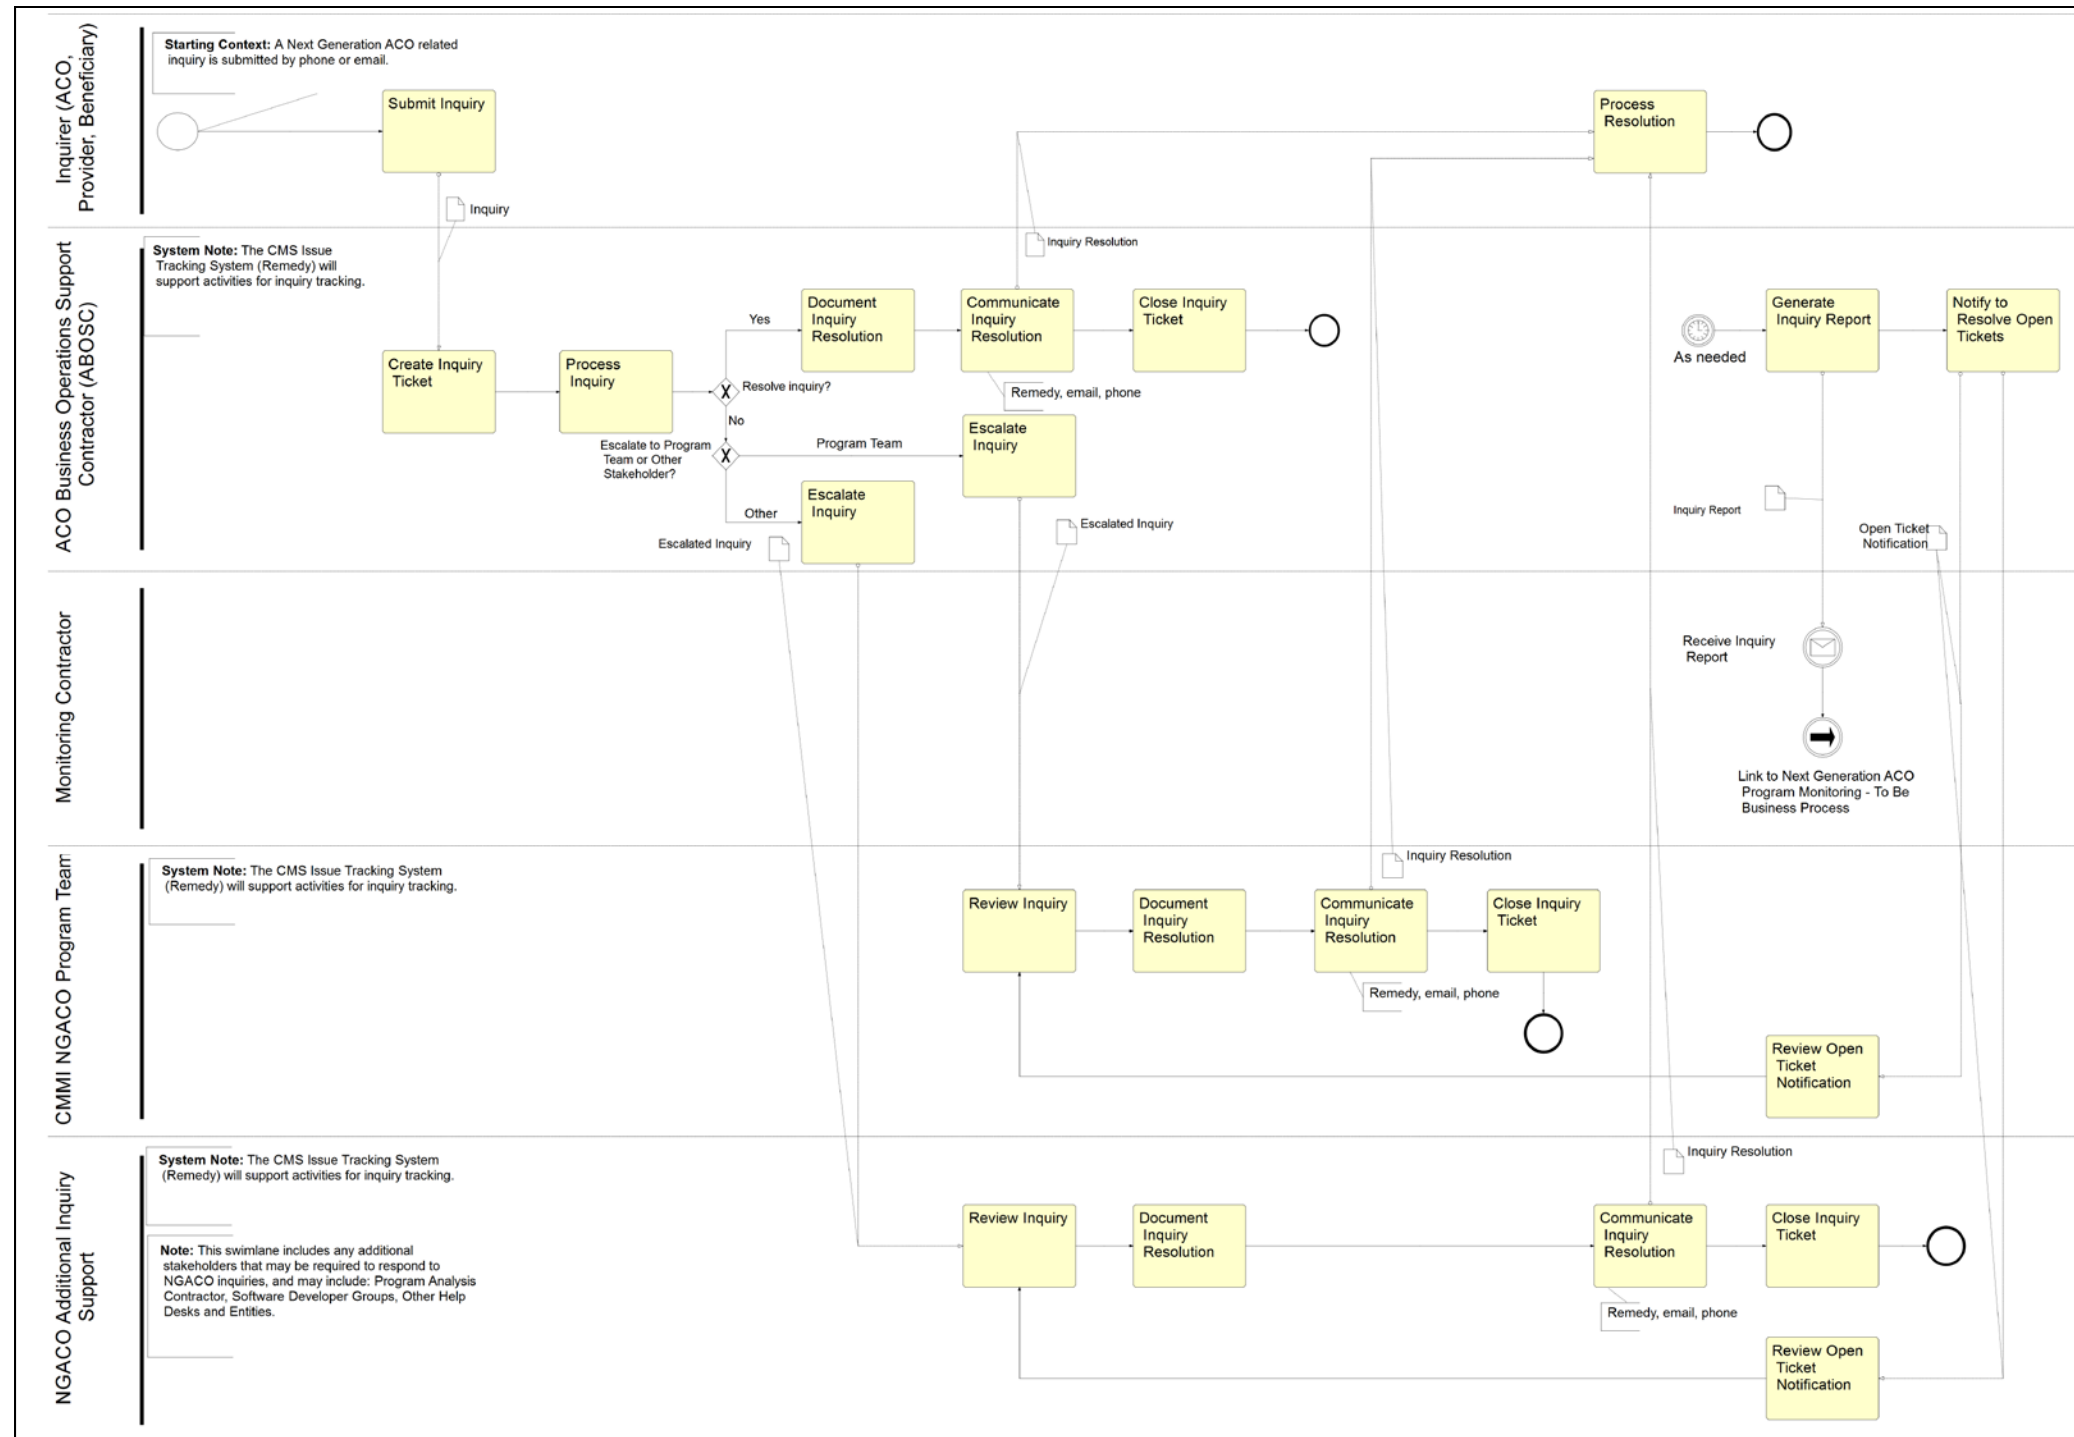 Inquirer (ACO,
Provider, Beneficiary)
Starting Context: A Next Generation ACO related
inquiry is submitted by phone or email.
Submit Inquiry
Process
Resolution
Inquiry
ACO Business Operations Support
Contractor (ABOSC)
System Note: The CMS Issue
Tracking System (Remedy) will
support activities for inquiry tracking.
Inquiry Resolution
Create Inquiry
Ticket
Process
Inquiry
Resolve inquiry?
Yes
No
Document
Inquiry
Resolution
Communicate
Inquiry
Resolution
Close Inquiry
Ticket
Remedy, email, phone
Escalate to Program
Team or Other
Stakeholder?
Program Team
Escalate
Inquiry
Other
Escalate
Inquiry
Escalated Inquiry
Escalated Inquiry
As needed
Generate
Inquiry Report
Notify to
Resolve Open
Tickets
Inquiry Report
Open Ticket
Notification
Monitoring Contractor
Receive Inquiry
Report
Link to Next Generation ACO
Program Monitoring - To Be
Business Process
CMMI NGACO Program Team
System Note: The CMS Issue Tracking System
(Remedy) will support activities for inquiry tracking.
Inquiry Resolution
Review Inquiry
Document
Inquiry
Resolution
Communicate
Inquiry
Resolution
Close Inquiry
Ticket
Remedy, email, phone
Review Open
Ticket
Notification
NGACO Additional Inquiry
Support
System Note: The CMS Issue Tracking System
(Remedy) will support activities for inquiry tracking.
Note: This swimlane includes any additional
stakeholders that may be required to respond to
NGACO inquiries, and may include: Program Analysis
Contractor, Software Developer Groups, Other Help
Desks and Entities.
Inquiry Resolution
Review Inquiry
Document
Inquiry
Resolution
Communicate
Inquiry
Resolution
Close Inquiry
Ticket
Remedy, email, phone
Review Open
Ticket
Notification